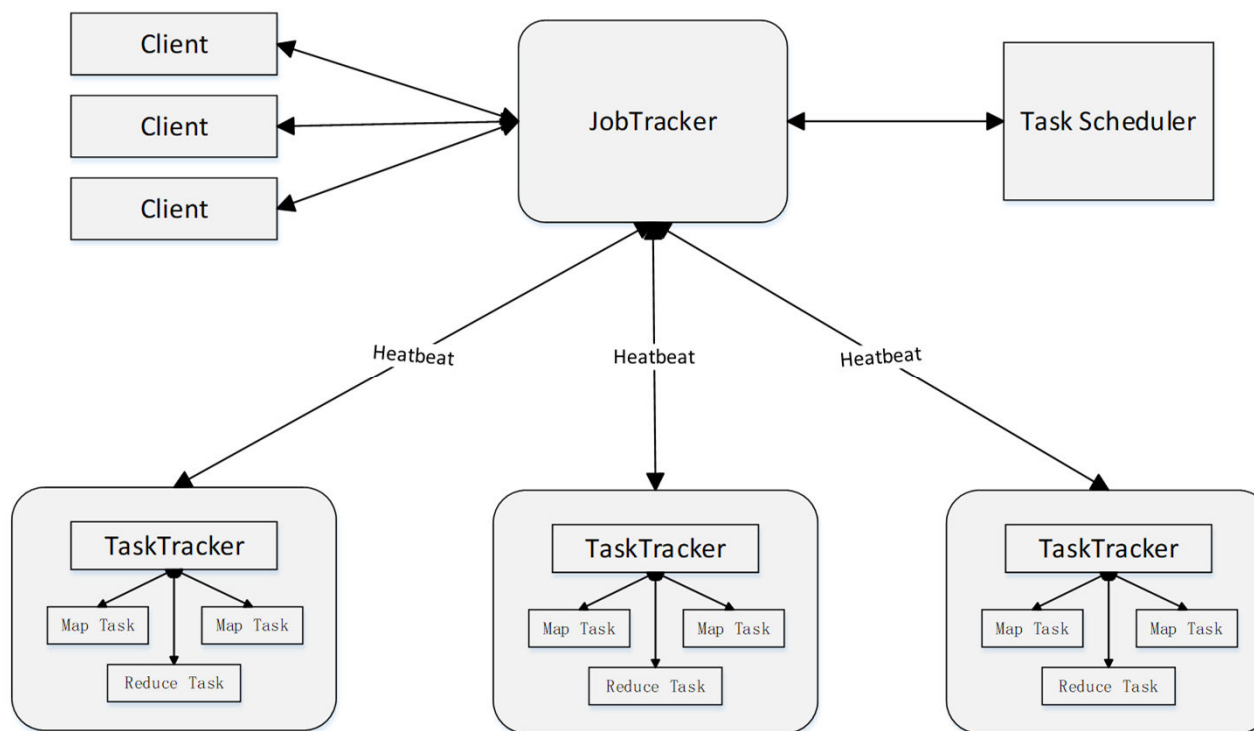 Client
Client
Client
JobTracker
Task Scheduler
Heatbeat
Heatbeat
Heatbeat
TaskTracker
Map Task
Map Task
Reduce Task
TaskTracker
Map Task
Map Task
Reduce Task
TaskTracker
Map Task
Map Task
Reduce Task